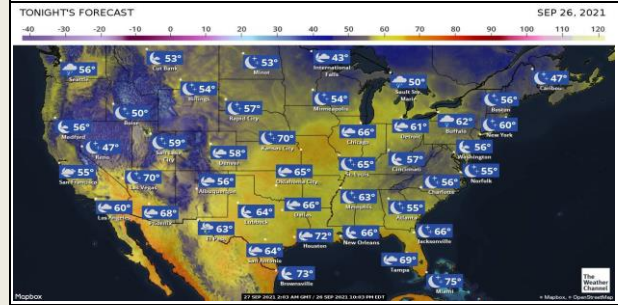 TONIGHT'S FORECAST SEP 26, 2021
-40 -30 -20 -10 0 10 20 30 40 50 60 70 80 90 100 110 120
56° Seattle
53° Cut Bank
53° Minot
43° International Falls
50° Sault Ste. Marie
47° Caribou
54° Billings
54° Minneapolis
56° Boston
50° Boise
57° Rapid City
62° Buffalo
60° New York
56° Medford
66° Chicago
61° Detroit
47° Reno
59° Salt Lake City
70° Kansas City
56° Washington
58° Denver
65° St. Louis
57° Cincinnati
55° San Francisco
70° Las Vegas
56° Albuquerque
65° Oklahoma City
56° Charlotte
55° Norfolk
60° Los Angeles
68° Phoenix
64° Lubbock
66° Dallas
63° Memphis
55° Atlanta
63° El Paso
72° Houston
66° New Orleans
66° Jacksonville
64° San Antonio
69° Tampa
73° Brownsville
75° Miami
The
Weather
Channel
Mapbox 27 SEP 2021 2:03 AM GMT / 26 SEP 2021 10:03 PM EDT © Mapbox, © OpenStreetMap